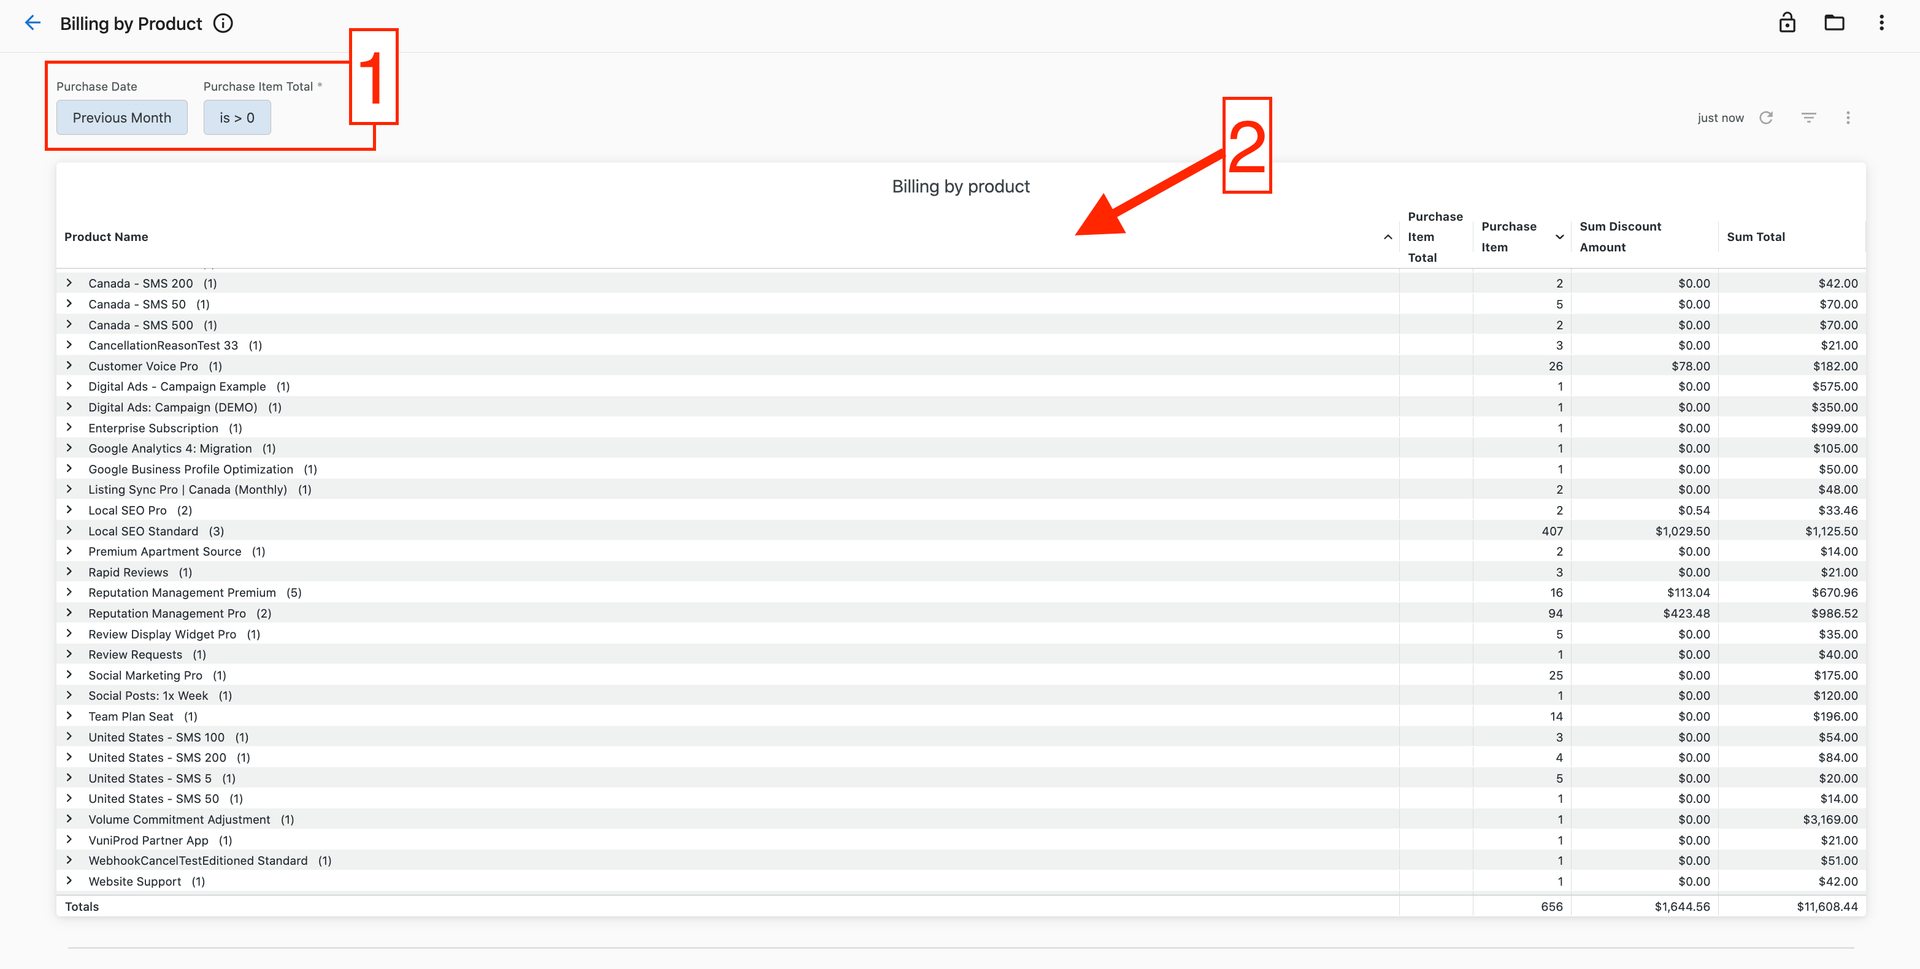 Billing by Product
1
Purchase Date Purchase Item Total *
Previous Month is > 0
2
just now
Billing by product
Product Name Purchase Item Total Purchase Item Sum Discount Amount Sum Total
Canada - SMS 200 (1) 2 $0.00 $42.00
Canada - SMS 50 (1) 5 $0.00 $70.00
Canada - SMS 500 (1) 2 $0.00 $70.00
CancellationReasonTest 33 (1) 3 $0.00 $21.00
Customer Voice Pro (1) 26 $78.00 $182.00
Digital Ads - Campaign Example (1) 1 $0.00 $575.00
Digital Ads: Campaign (DEMO) (1) 1 $0.00 $350.00
Enterprise Subscription (1) 1 $0.00 $999.00
Google Analytics 4: Migration (1) 1 $0.00 $105.00
Google Business Profile Optimization (1) 1 $0.00 $50.00
Listing Sync Pro | Canada (Monthly) (1) 2 $0.00 $48.00
Local SEO Pro (2) 2 $0.54 $33.46
Local SEO Standard (3) 407 $1,029.50 $1,125.50
Premium Apartment Source (1) 2 $0.00 $14.00
Rapid Reviews (1) 3 $0.00 $21.00
Reputation Management Premium (5) 16 $113.04 $670.96
Reputation Management Pro (2) 94 $423.48 $986.52
Review Display Widget Pro (1) 5 $0.00 $35.00
Review Requests (1) 1 $0.00 $40.00
Social Marketing Pro (1) 25 $0.00 $175.00
Social Posts: 1x Week (1) 1 $0.00 $120.00
Team Plan Seat (1) 14 $0.00 $196.00
United States - SMS 100 (1) 3 $0.00 $54.00
United States - SMS 200 (1) 4 $0.00 $84.00
United States - SMS 5 (1) 5 $0.00 $20.00
United States - SMS 50 (1) 1 $0.00 $14.00
Volume Commitment Adjustment (1) 1 $0.00 $3,169.00
VuniProd Partner App (1) 1 $0.00 $21.00
WebhookCancelTestEditioned Standard (1) 1 $0.00 $51.00
Website Support (1) 1 $0.00 $42.00
Totals 656 $1,644.56 $11,608.44